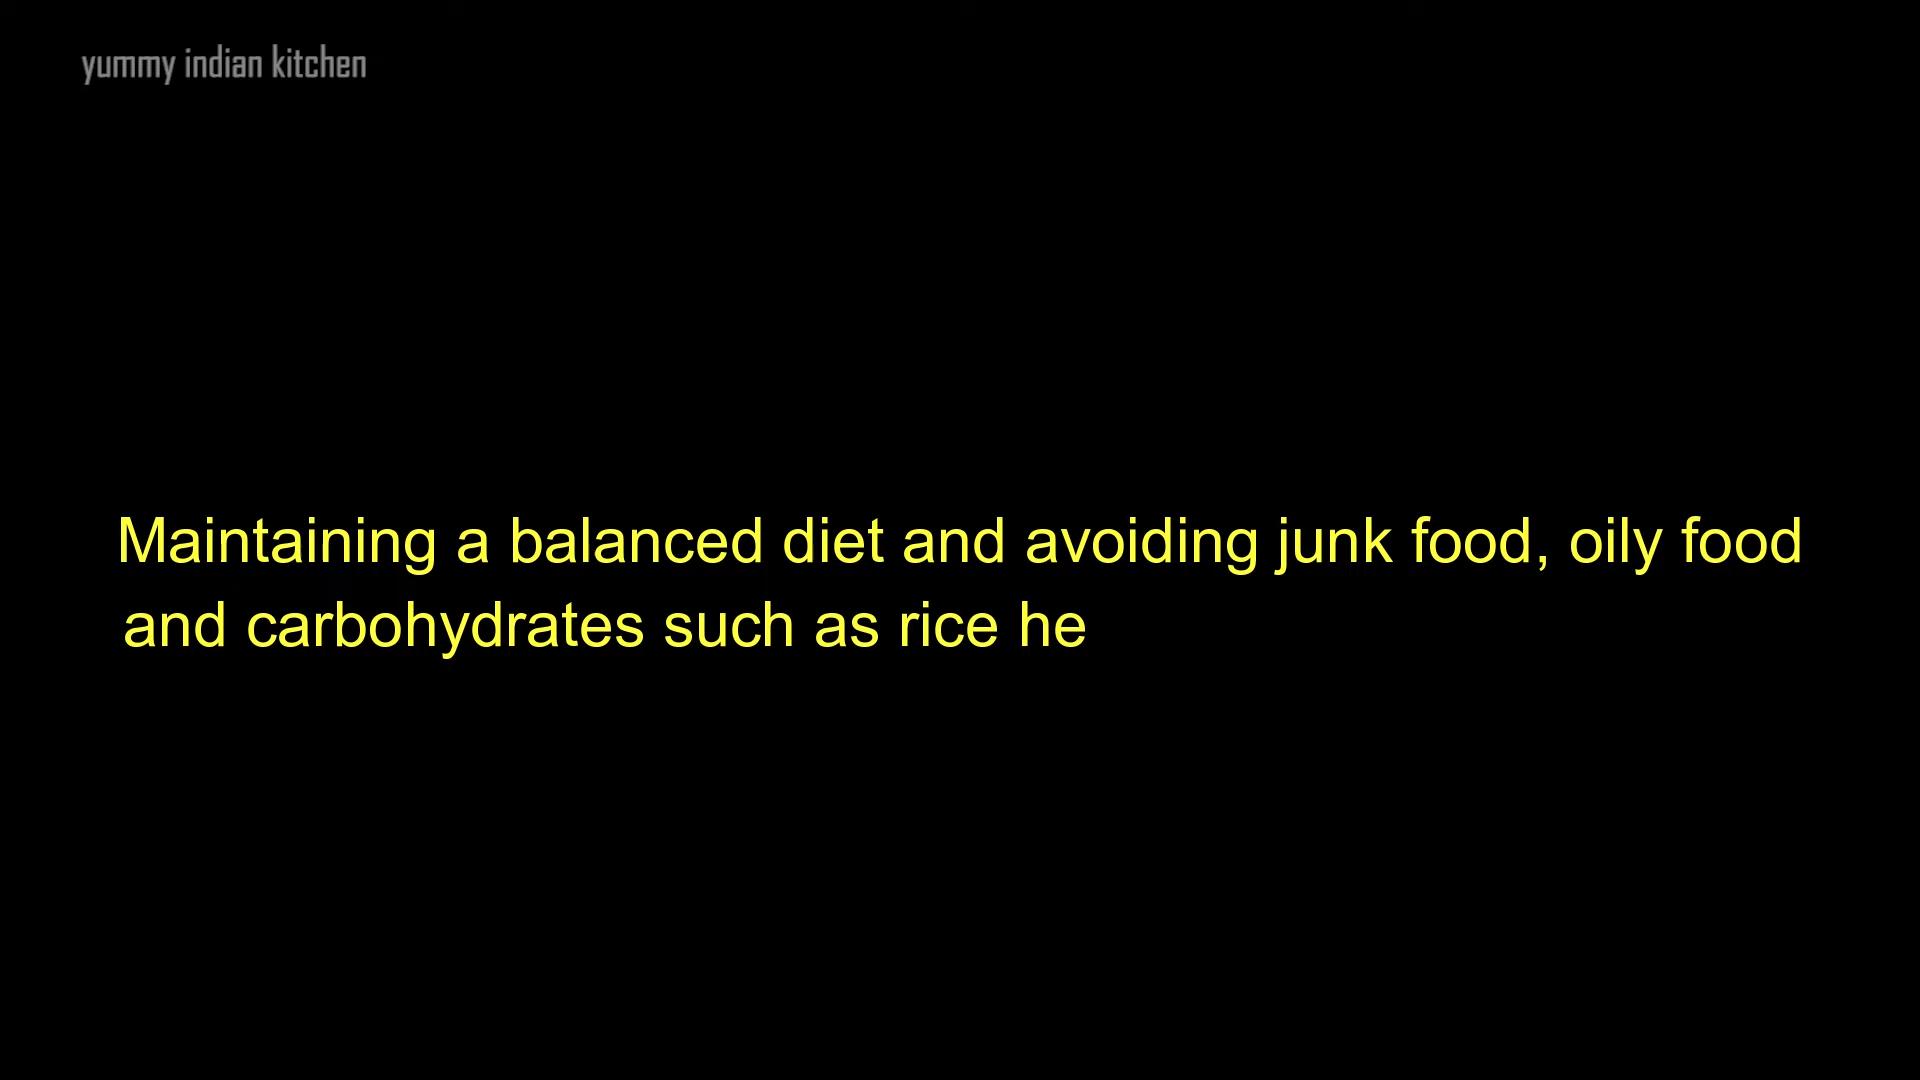 yummy indian kitchen
Maintaining a balanced diet and avoiding junk food, oily food
and carbohydrates such as rice he